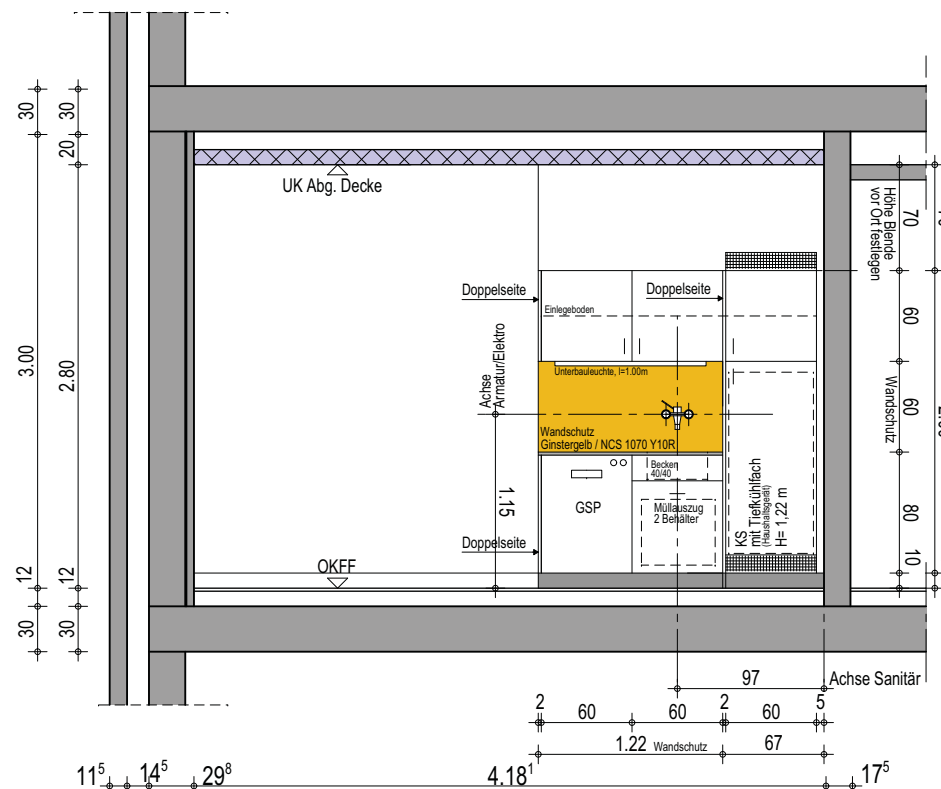 30
30
20
UK Abg. Decke
Höhe Blende
vor Ort festlegen
70
Doppelseite
Doppelseite
Einlegeboden
60
3.00
2.80
Achse
Armatur/Elektro
Unterbauleuchte, l=1.00m
Wandschutz
60
Wandschutz
Ginstergelb / NCS 1070 Y10R
Becken
40/40
1.15
GSP
Müllauszug
2 Behälter
KS
mit Tiefkühlfach
(Haushaltsgerät)
H= 1,22 m
80
Doppelseite
10
OKFF
12
12
30
30
97
Achse Sanitär
2
60
60
2
60
5
1.22 Wandschutz
67
11⁵
14⁵
29⁸
4.18¹
17⁵